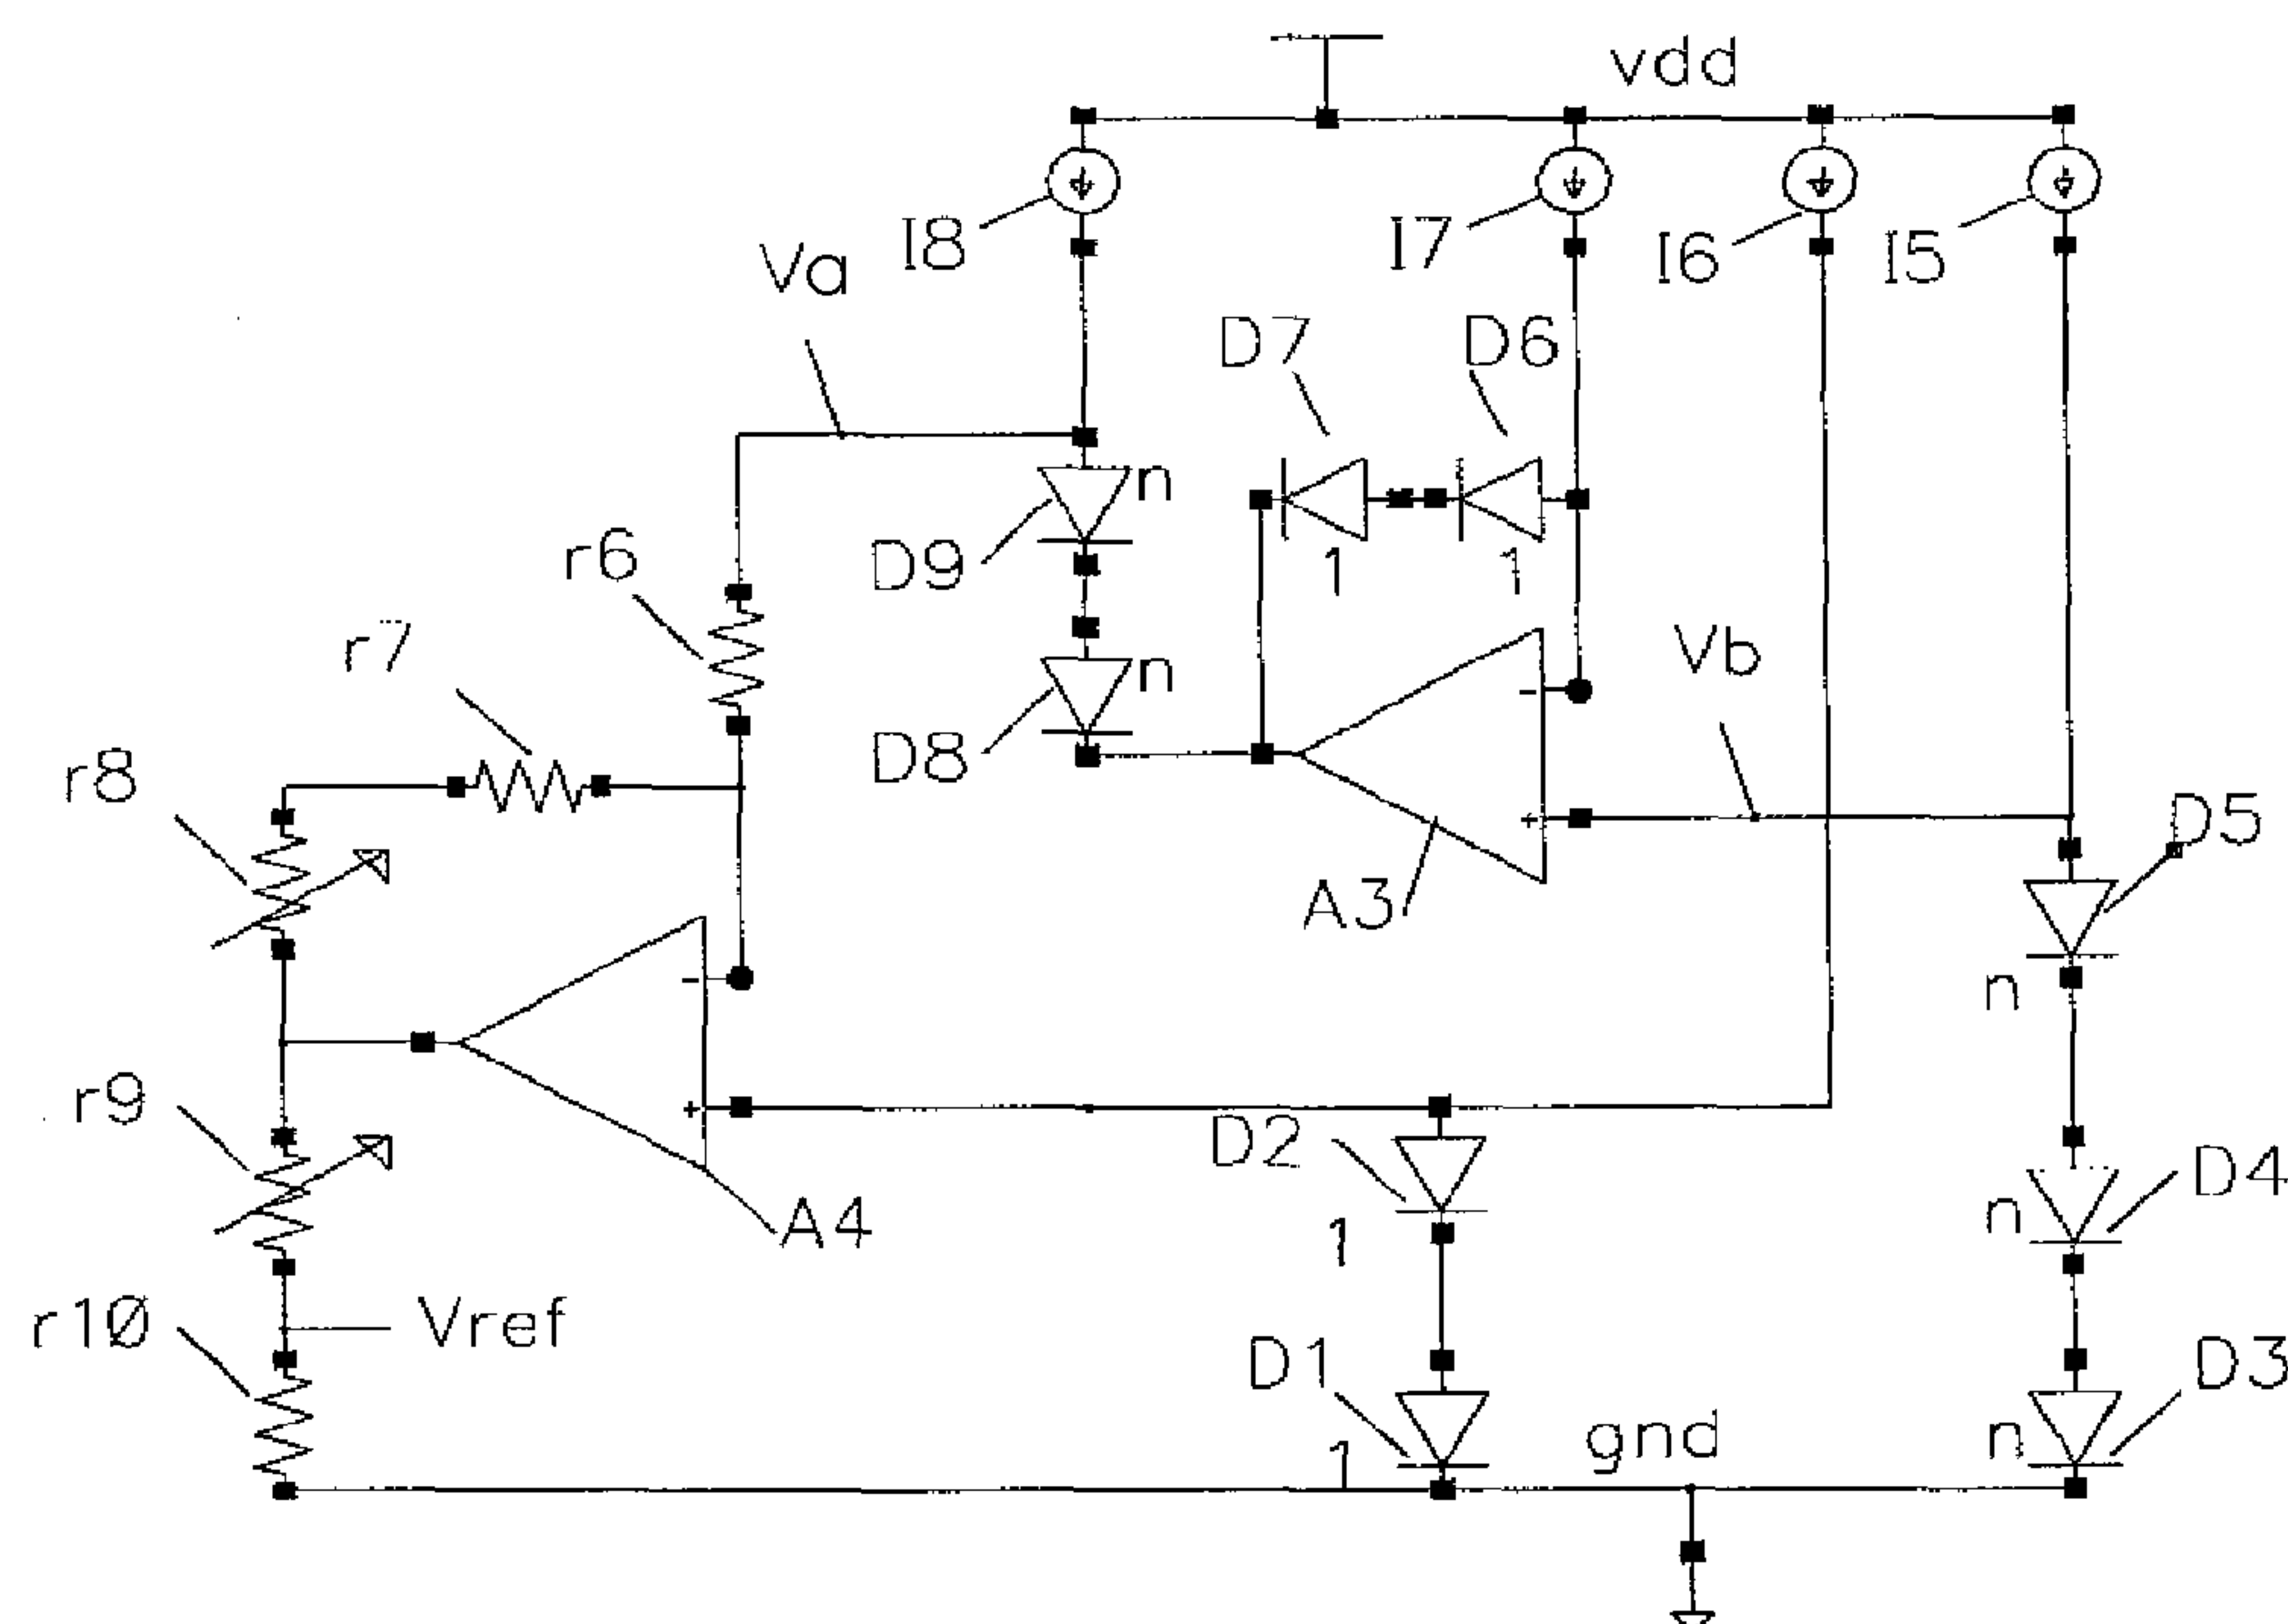 vdd
I8
I7
I6
I5
Va
D7
D6
n
r6
D9
1
1
r7
Vb
n
D8
r8
-
D5
+
A3
-
n
r9
+
D2
D4
A4
1
n
r10
Vref
D1
D3
gnd
1
n